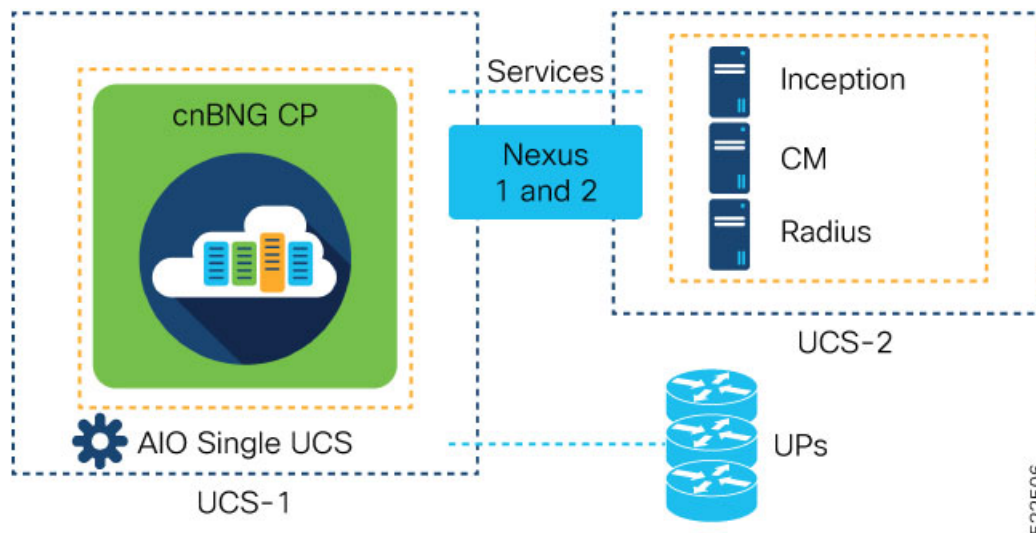 cnBNG CP
AIO Single UCS
UCS-1
Services
Nexus
1 and 2
Inception
CM
Radius
UCS-2
UPs